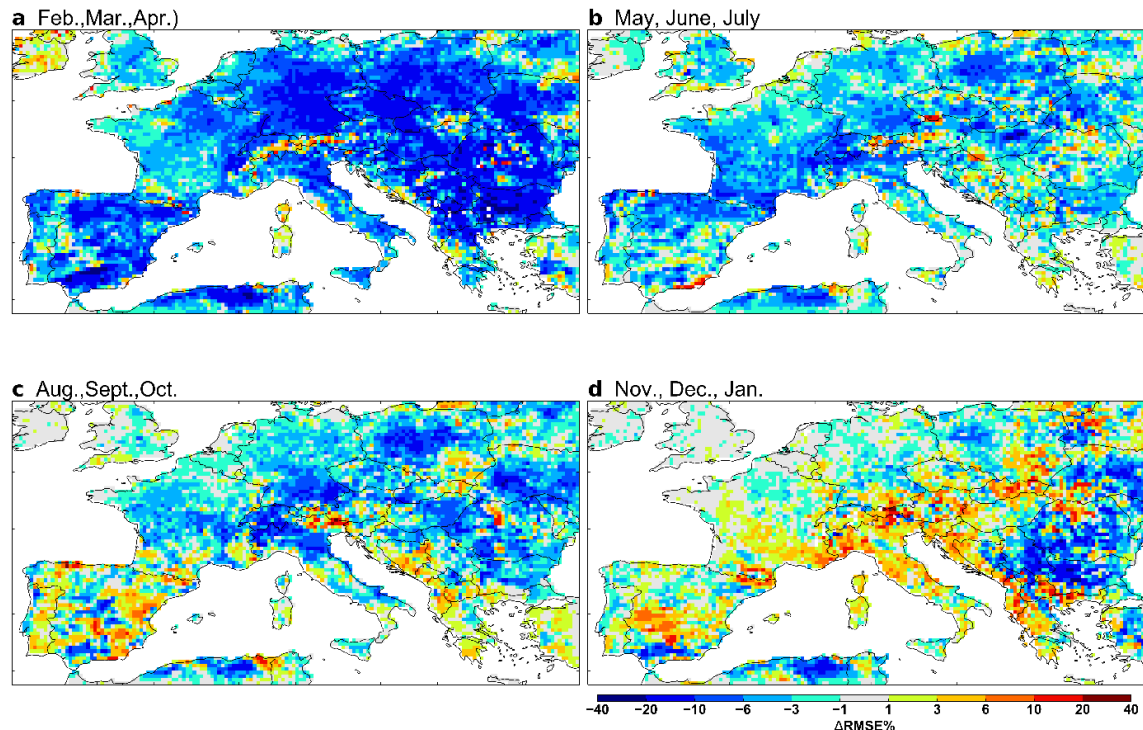 a Feb.,Mar.,Apr.)
b May, June, July
c Aug.,Sept.,Oct.
d Nov., Dec., Jan.
−40 −20 −10 −6 −3 −1 1 3 6 10 20 40
ΔRMSE%